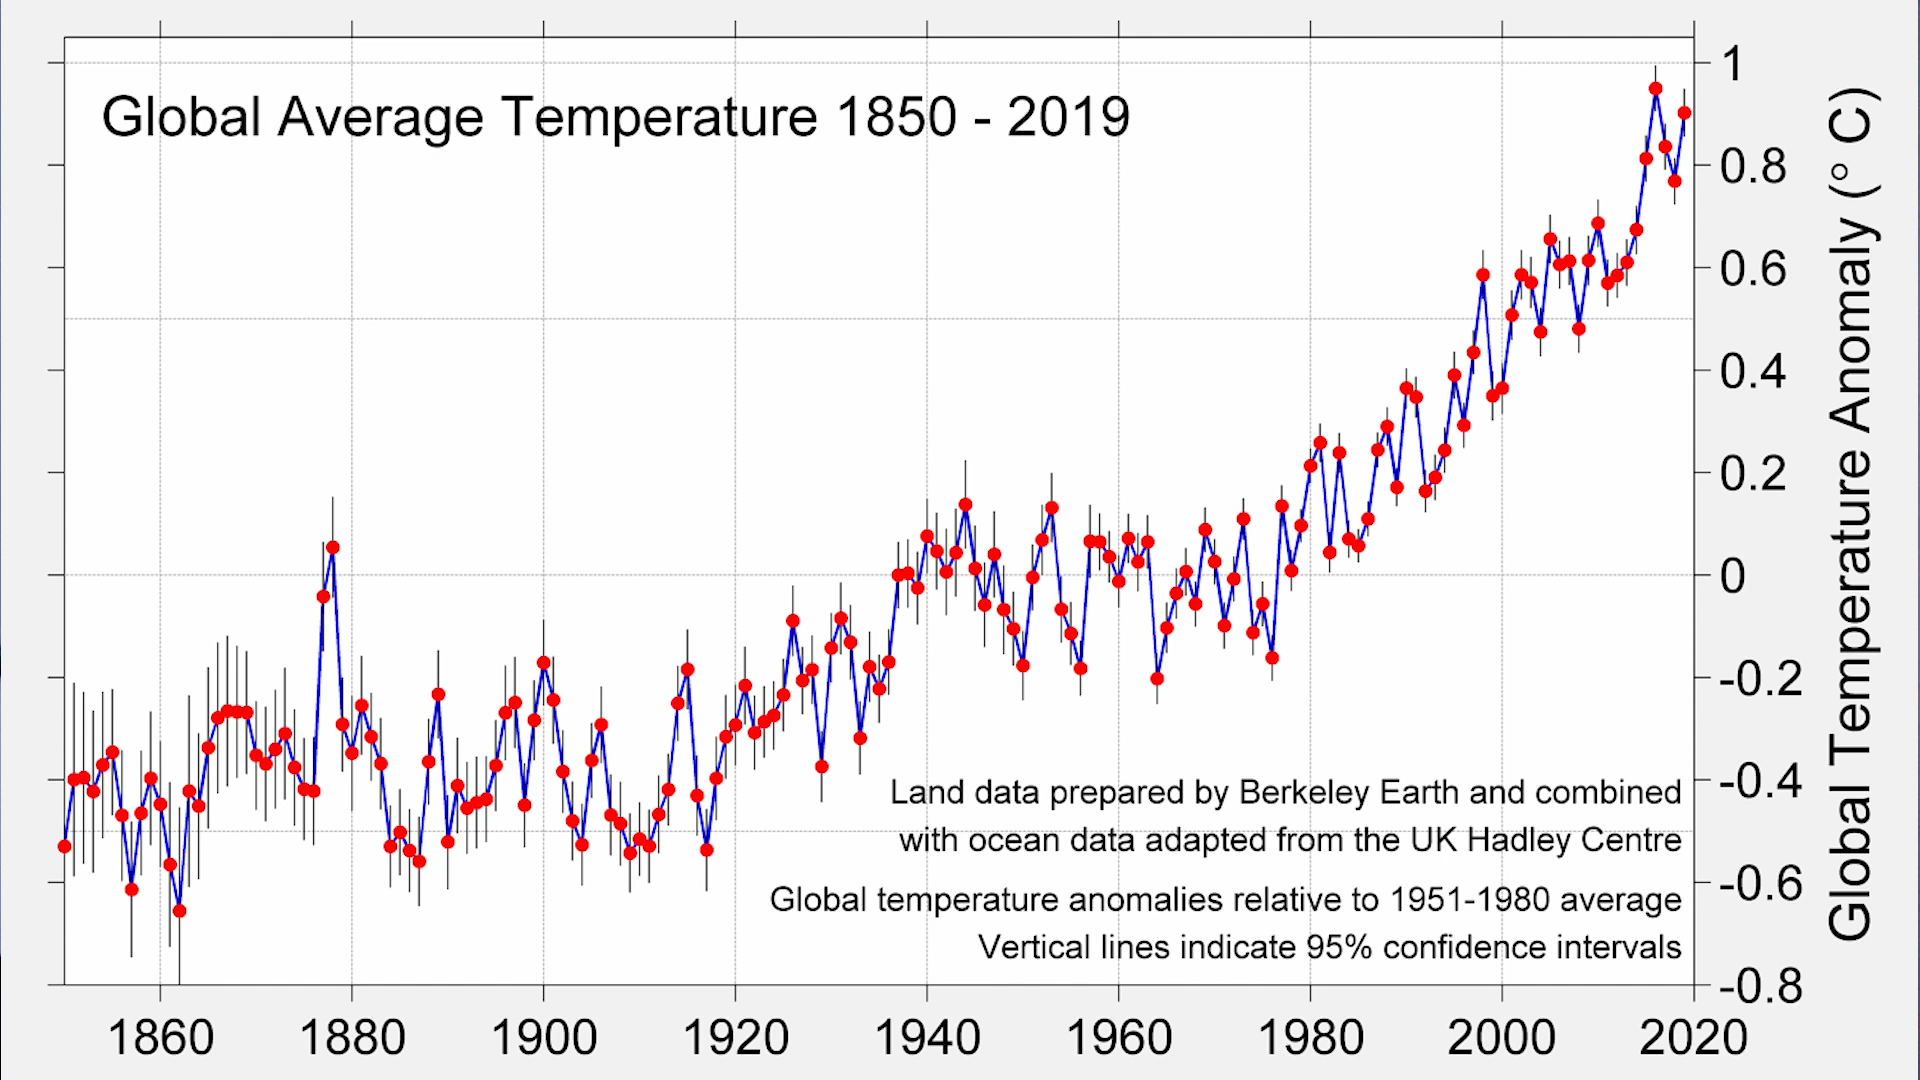 Global Average Temperature 1850 - 2019
1
0.8
0.6
0.4
0.2
0
-0.2
-0.4
-0.6
-0.8
Global Temperature Anomaly (° C)
Land data prepared by Berkeley Earth and combined
with ocean data adapted from the UK Hadley Centre
Global temperature anomalies relative to 1951-1980 average
Vertical lines indicate 95% confidence intervals
1860 1880 1900 1920 1940 1960 1980 2000 2020